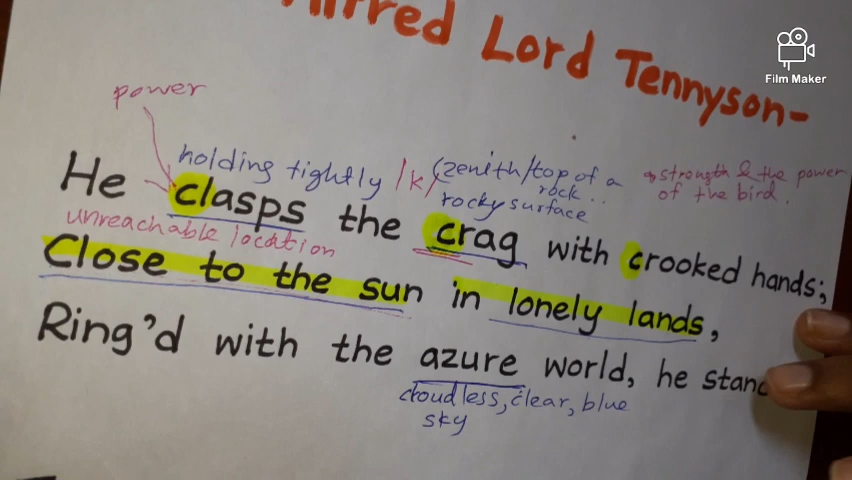 Alfred Lord Tennyson-
Film Maker
power
holding tightly /k/ (zenith/top of a
rock..
rocky surface
strength & the power
of the bird.
He clasps the crag with crooked hands;
unreachable location
Close to the sun in lonely lands,
Ring'd with the azure world, he stand
cloudless, clear, blue
sky